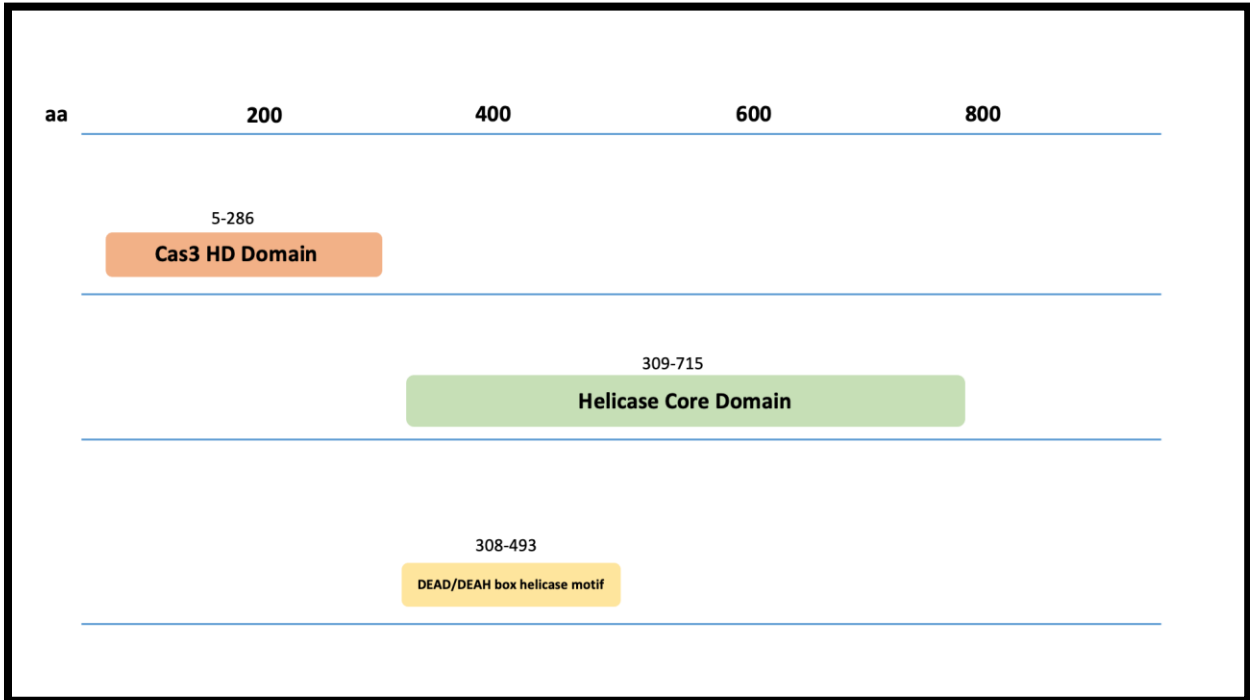 aa 200 400 600 800
5-286
Cas3 HD Domain
309-715
Helicase Core Domain
308-493
DEAD/DEAH box helicase motif